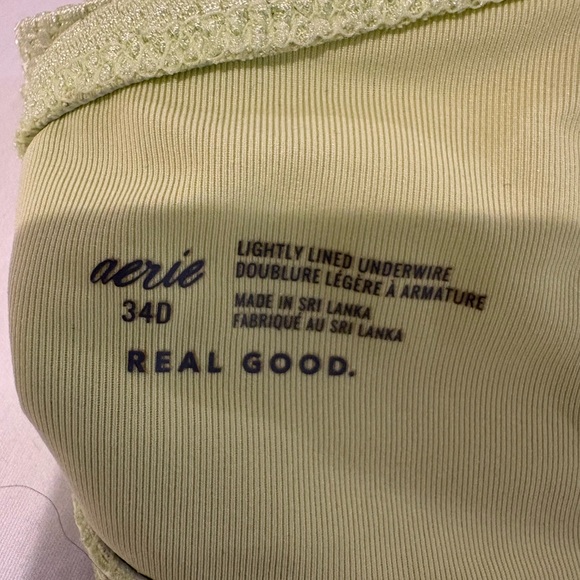 aerie
34D
LIGHTLY LINED UNDERWIRE
DOUBLURE LÉGÈRE À ARMATURE
MADE IN SRI LANKA
FABRIQUÉ AU SRI LANKA
REAL GOOD.